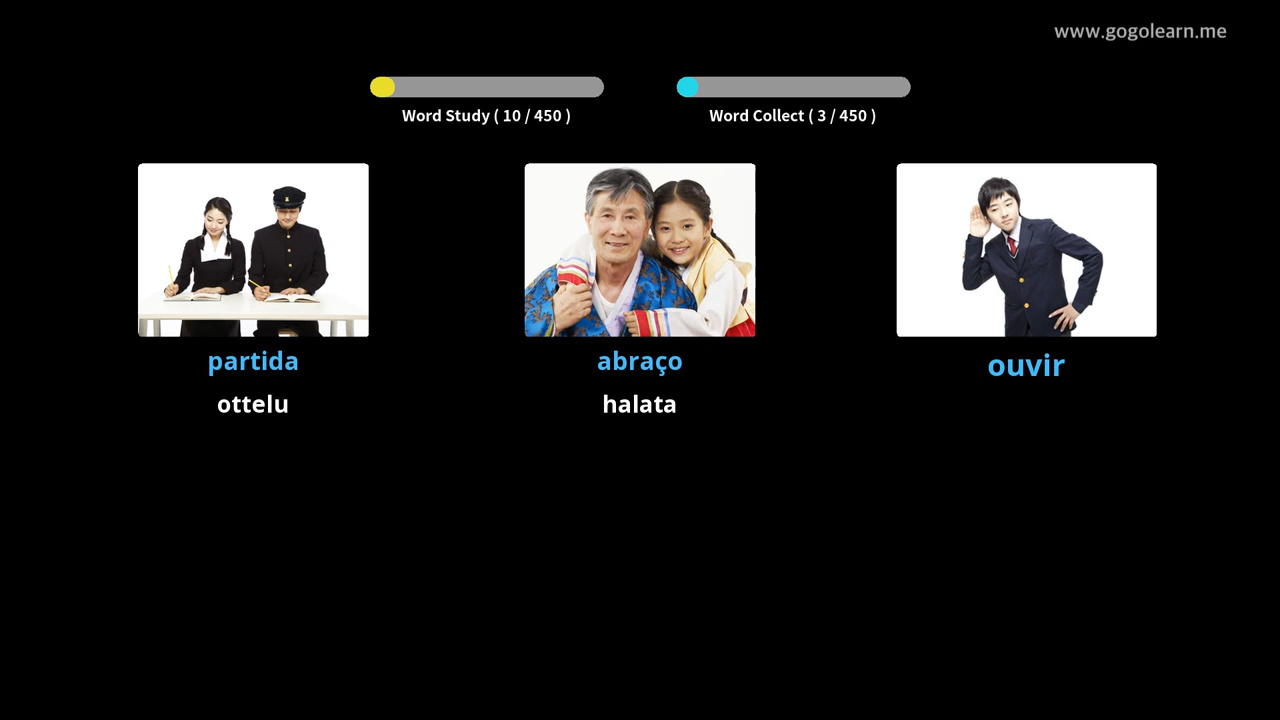 www.gogolearn.me
Word Study ( 10 / 450 )
Word Collect ( 3 / 450 )
partida
abraço
ouvir
ottelu
halata